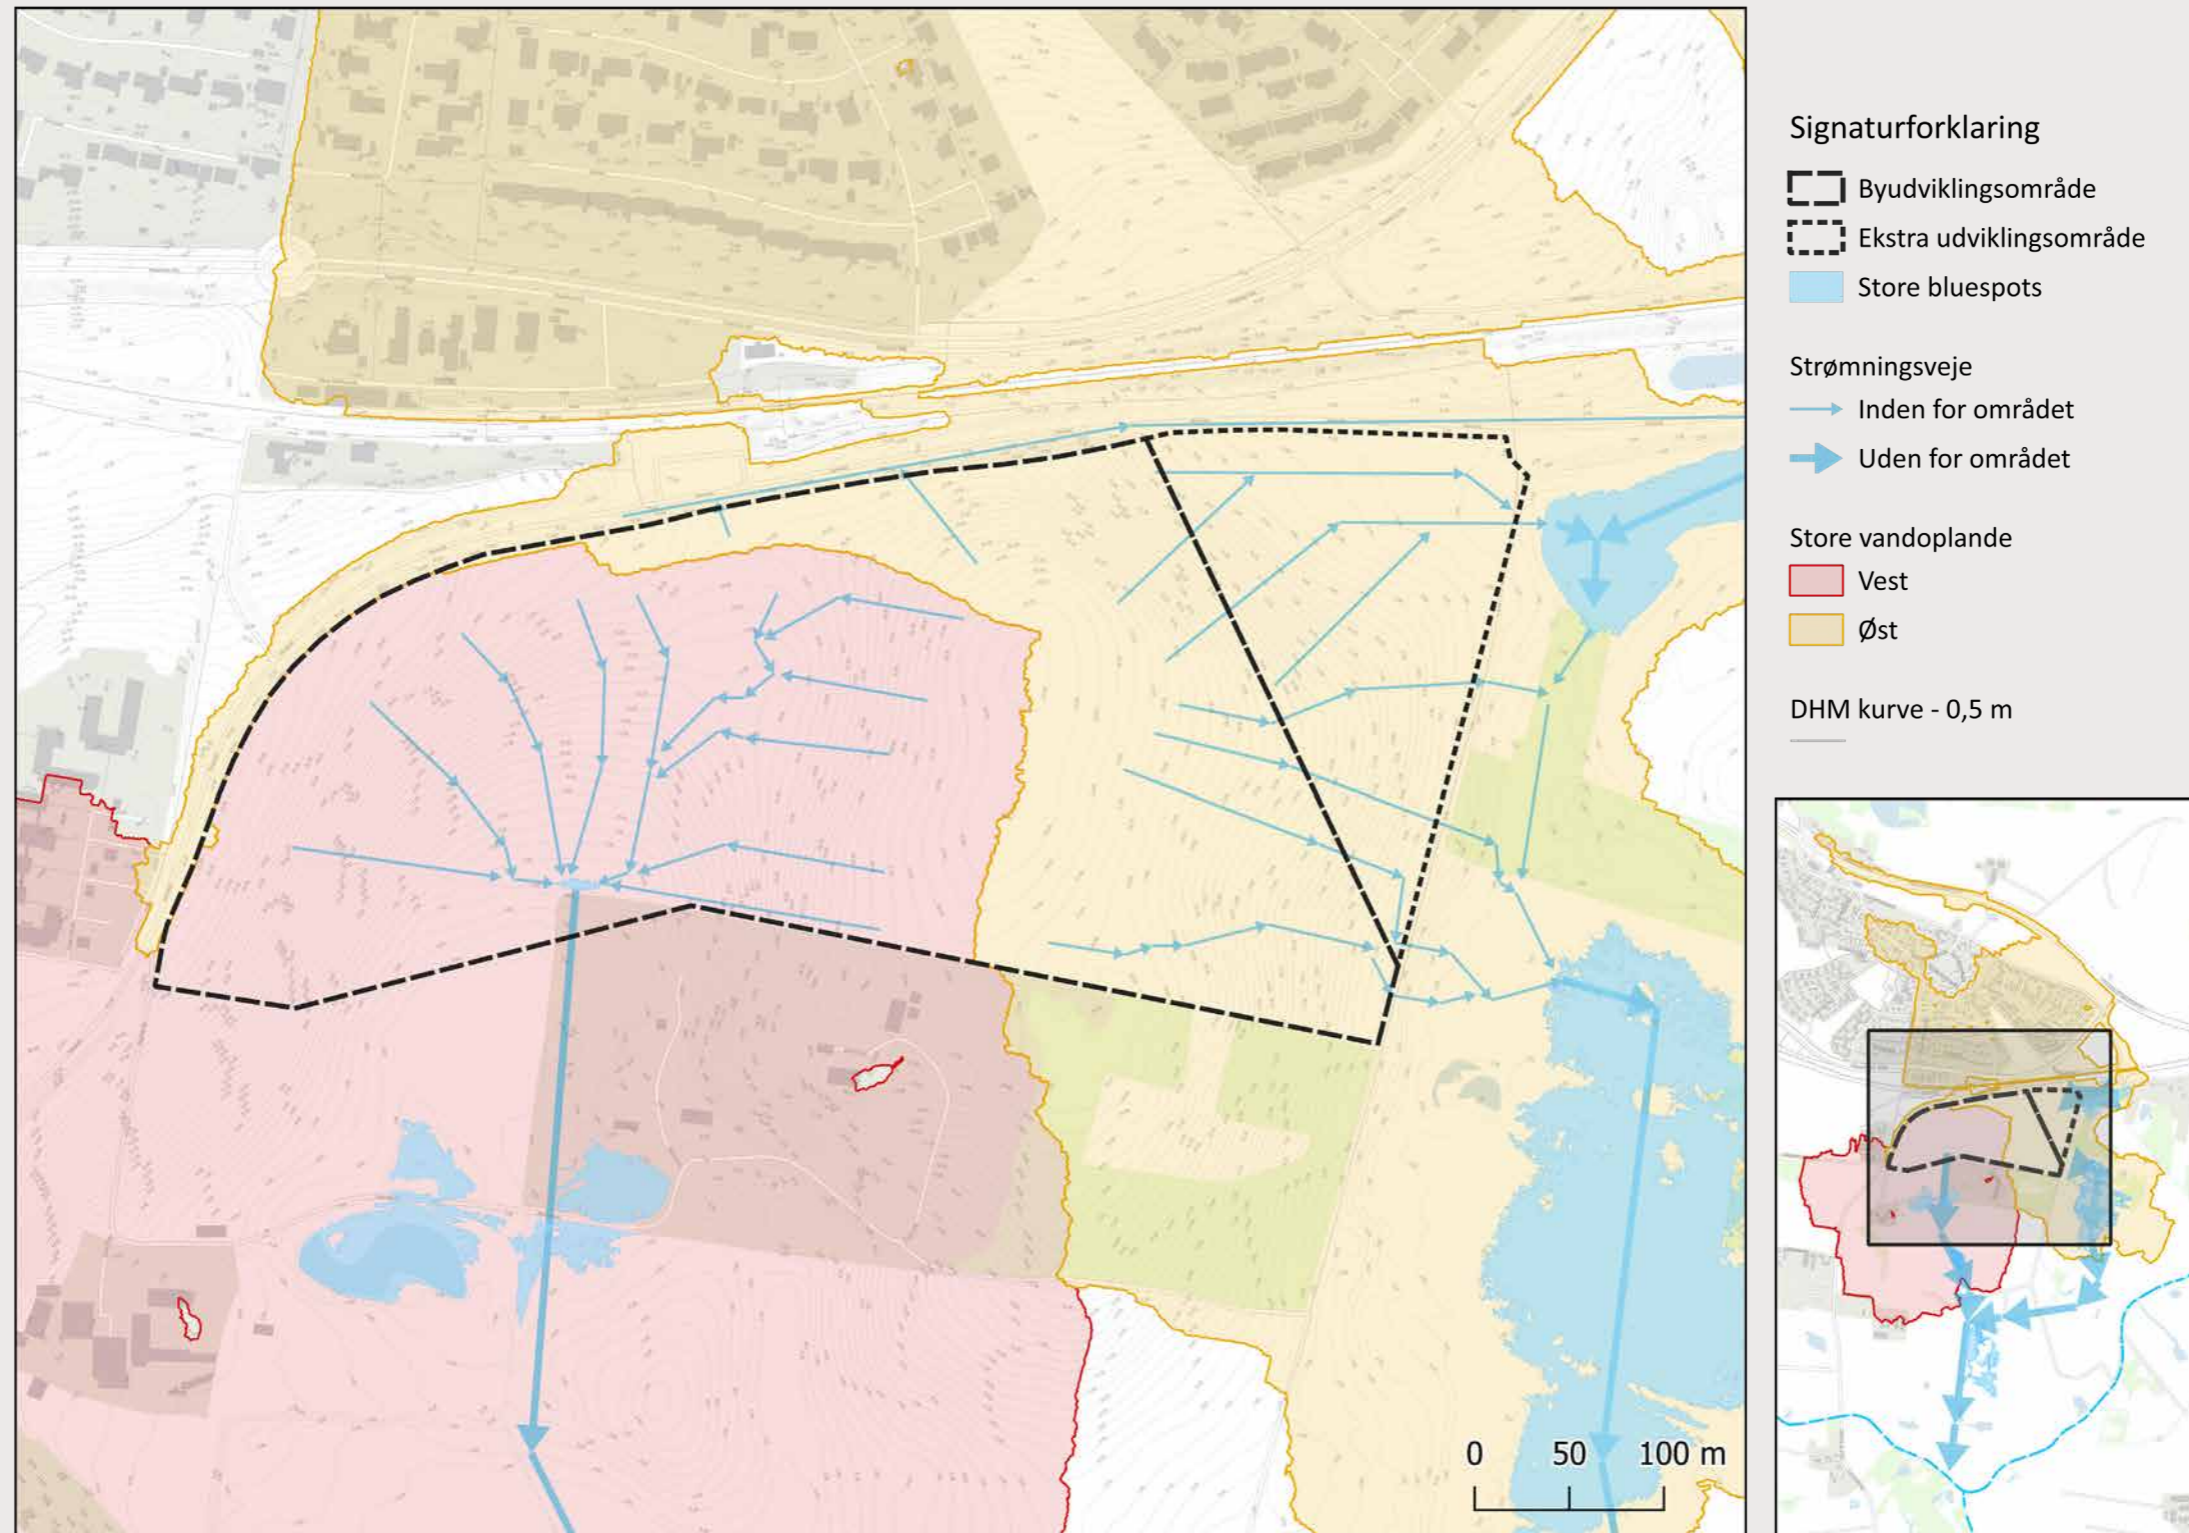 Signaturforklaring
Byudviklingsområde
Ekstra udviklingsområde
Store bluespots
Strømningsveje
Inden for området
Uden for området
Store vandoplande
Vest
Øst
DHM kurve - 0,5 m
0 50 100 m